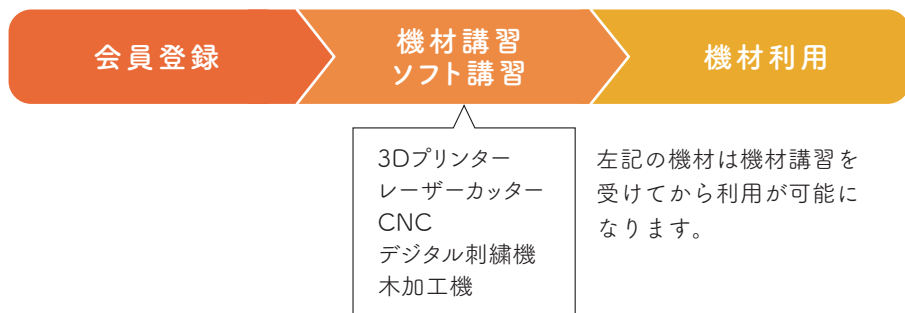 会員登録
機材講習
ソフト講習
機材利用
3Dプリンター
レーザーカッター
CNC
デジタル刺繍機
木加工機
左記の機材は機材講習を
受けてから利用が可能に
なります。